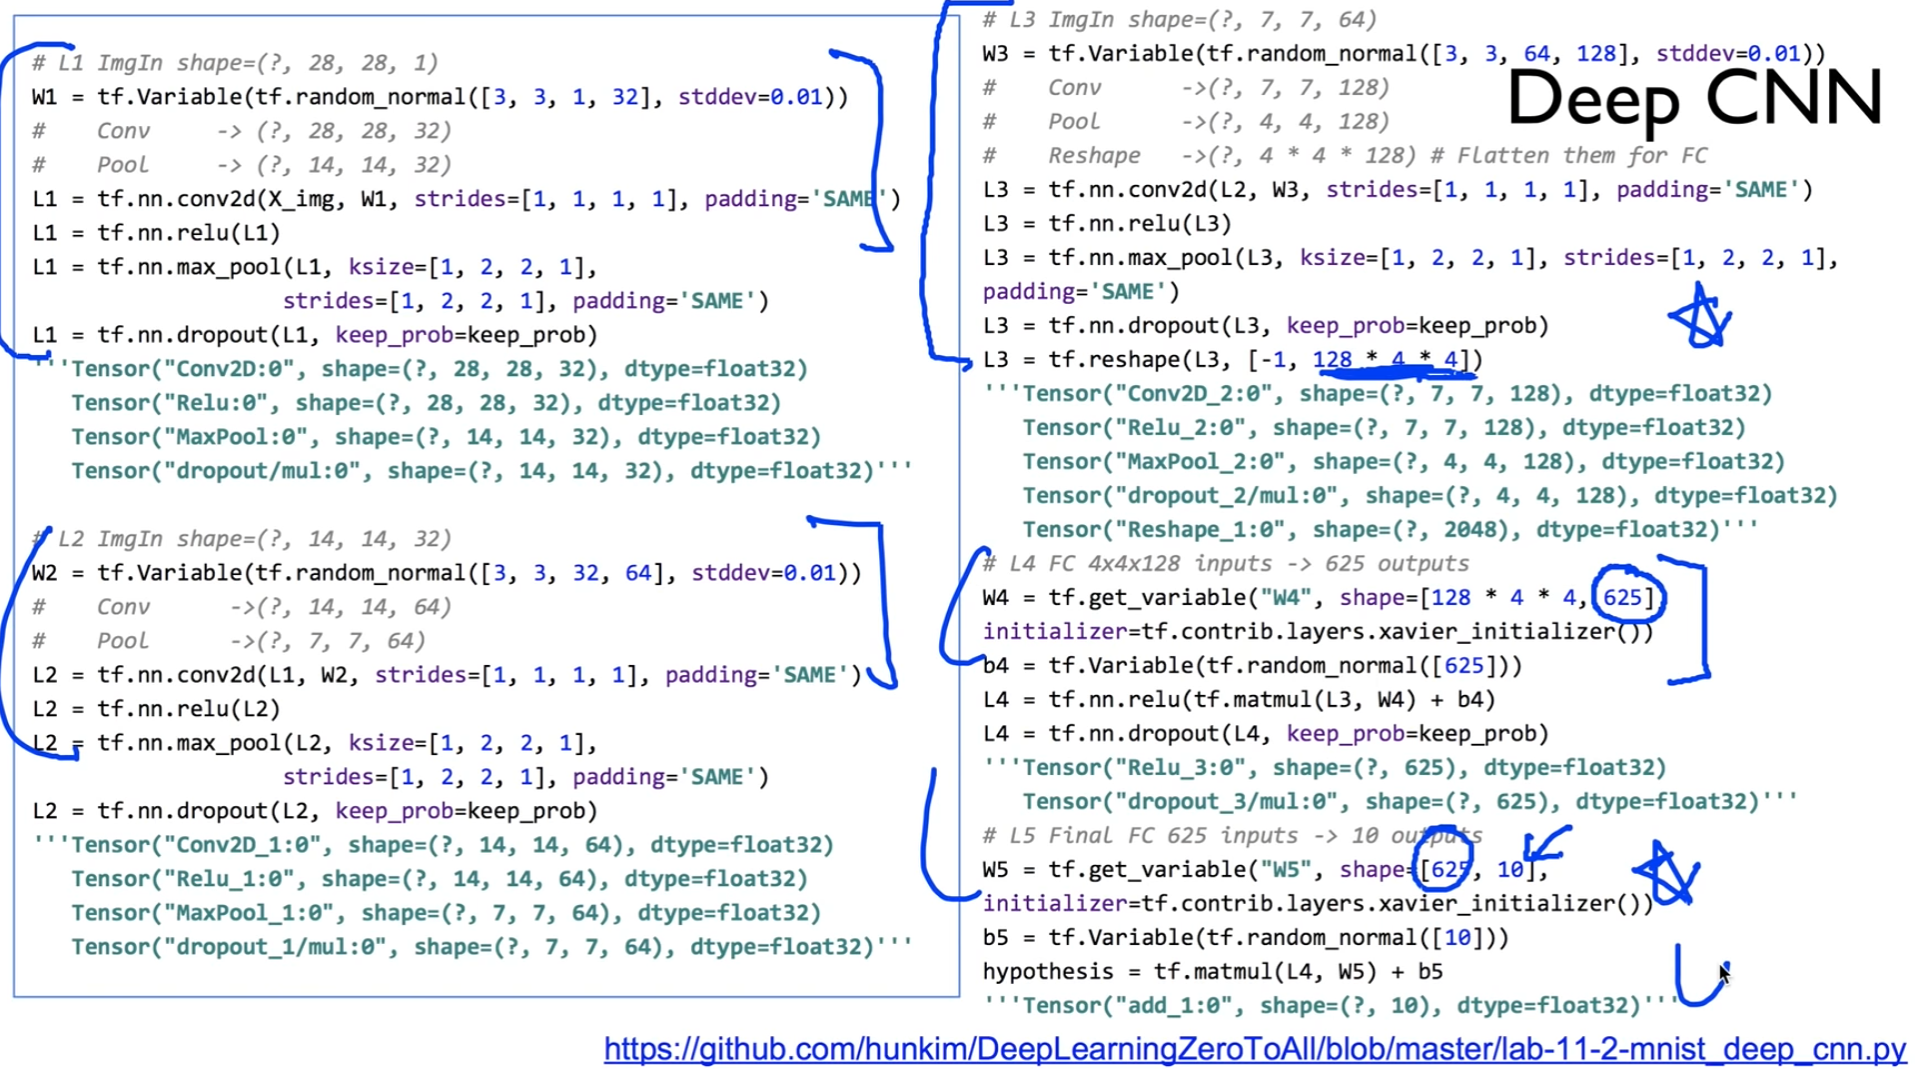 # L1 ImgIn shape=(?, 28, 28, 1)
W1 = tf.Variable(tf.random_normal([3, 3, 1, 32], stddev=0.01))
#    Conv     -> (?, 28, 28, 32)
#    Pool     -> (?, 14, 14, 32)
L1 = tf.nn.conv2d(X_img, W1, strides=[1, 1, 1, 1], padding='SAME')
L1 = tf.nn.relu(L1)
L1 = tf.nn.max_pool(L1, ksize=[1, 2, 2, 1],
strides=[1, 2, 2, 1], padding='SAME')
L1 = tf.nn.dropout(L1, keep_prob=keep_prob)
'''Tensor("Conv2D:0", shape=(?, 28, 28, 32), dtype=float32)
Tensor("Relu:0", shape=(?, 28, 28, 32), dtype=float32)
Tensor("MaxPool:0", shape=(?, 14, 14, 32), dtype=float32)
Tensor("dropout/mul:0", shape=(?, 14, 14, 32), dtype=float32)'''
# L2 ImgIn shape=(?, 14, 14, 32)
W2 = tf.Variable(tf.random_normal([3, 3, 32, 64], stddev=0.01))
#    Conv      ->(?, 14, 14, 64)
#    Pool      ->(?, 7, 7, 64)
L2 = tf.nn.conv2d(L1, W2, strides=[1, 1, 1, 1], padding='SAME')
L2 = tf.nn.relu(L2)
L2 = tf.nn.max_pool(L2, ksize=[1, 2, 2, 1],
strides=[1, 2, 2, 1], padding='SAME')
L2 = tf.nn.dropout(L2, keep_prob=keep_prob)
'''Tensor("Conv2D_1:0", shape=(?, 14, 14, 64), dtype=float32)
Tensor("Relu_1:0", shape=(?, 14, 14, 64), dtype=float32)
Tensor("MaxPool_1:0", shape=(?, 7, 7, 64), dtype=float32)
Tensor("dropout_1/mul:0", shape=(?, 7, 7, 64), dtype=float32)'''
# L3 ImgIn shape=(?, 7, 7, 64)
W3 = tf.Variable(tf.random_normal([3, 3, 64, 128], stddev=0.01))
Deep CNN
#    Conv      ->(?, 7, 7, 128)
#    Pool      ->(?, 4, 4, 128)
#    Reshape   ->(?, 4 * 4 * 128) # Flatten them for FC
L3 = tf.nn.conv2d(L2, W3, strides=[1, 1, 1, 1], padding='SAME')
L3 = tf.nn.relu(L3)
L3 = tf.nn.max_pool(L3, ksize=[1, 2, 2, 1], strides=[1, 2, 2, 1],
padding='SAME')
L3 = tf.nn.dropout(L3, keep_prob=keep_prob)
L3 = tf.reshape(L3, [-1, 128 * 4 * 4])
'''Tensor("Conv2D_2:0", shape=(?, 7, 7, 128), dtype=float32)
Tensor("Relu_2:0", shape=(?, 7, 7, 128), dtype=float32)
Tensor("MaxPool_2:0", shape=(?, 4, 4, 128), dtype=float32)
Tensor("dropout_2/mul:0", shape=(?, 4, 4, 128), dtype=float32)
Tensor("Reshape_1:0", shape=(?, 2048), dtype=float32)'''
# L4 FC 4x4x128 inputs -> 625 outputs
W4 = tf.get_variable("W4", shape=[128 * 4 * 4, 625]
initializer=tf.contrib.layers.xavier_initializer())
b4 = tf.Variable(tf.random_normal([625]))
L4 = tf.nn.relu(tf.matmul(L3, W4) + b4)
L4 = tf.nn.dropout(L4, keep_prob=keep_prob)
'''Tensor("Relu_3:0", shape=(?, 625), dtype=float32)
Tensor("dropout_3/mul:0", shape=(?, 625), dtype=float32)'''
# L5 Final FC 625 inputs -> 10 outputs
W5 = tf.get_variable("W5", shape=[625, 10],
initializer=tf.contrib.layers.xavier_initializer())
b5 = tf.Variable(tf.random_normal([10]))
hypothesis = tf.matmul(L4, W5) + b5
'''Tensor("add_1:0", shape=(?, 10), dtype=float32)'''
https://github.com/hunkim/DeepLearningZeroToAll/blob/master/lab-11-2-mnist_deep_cnn.py